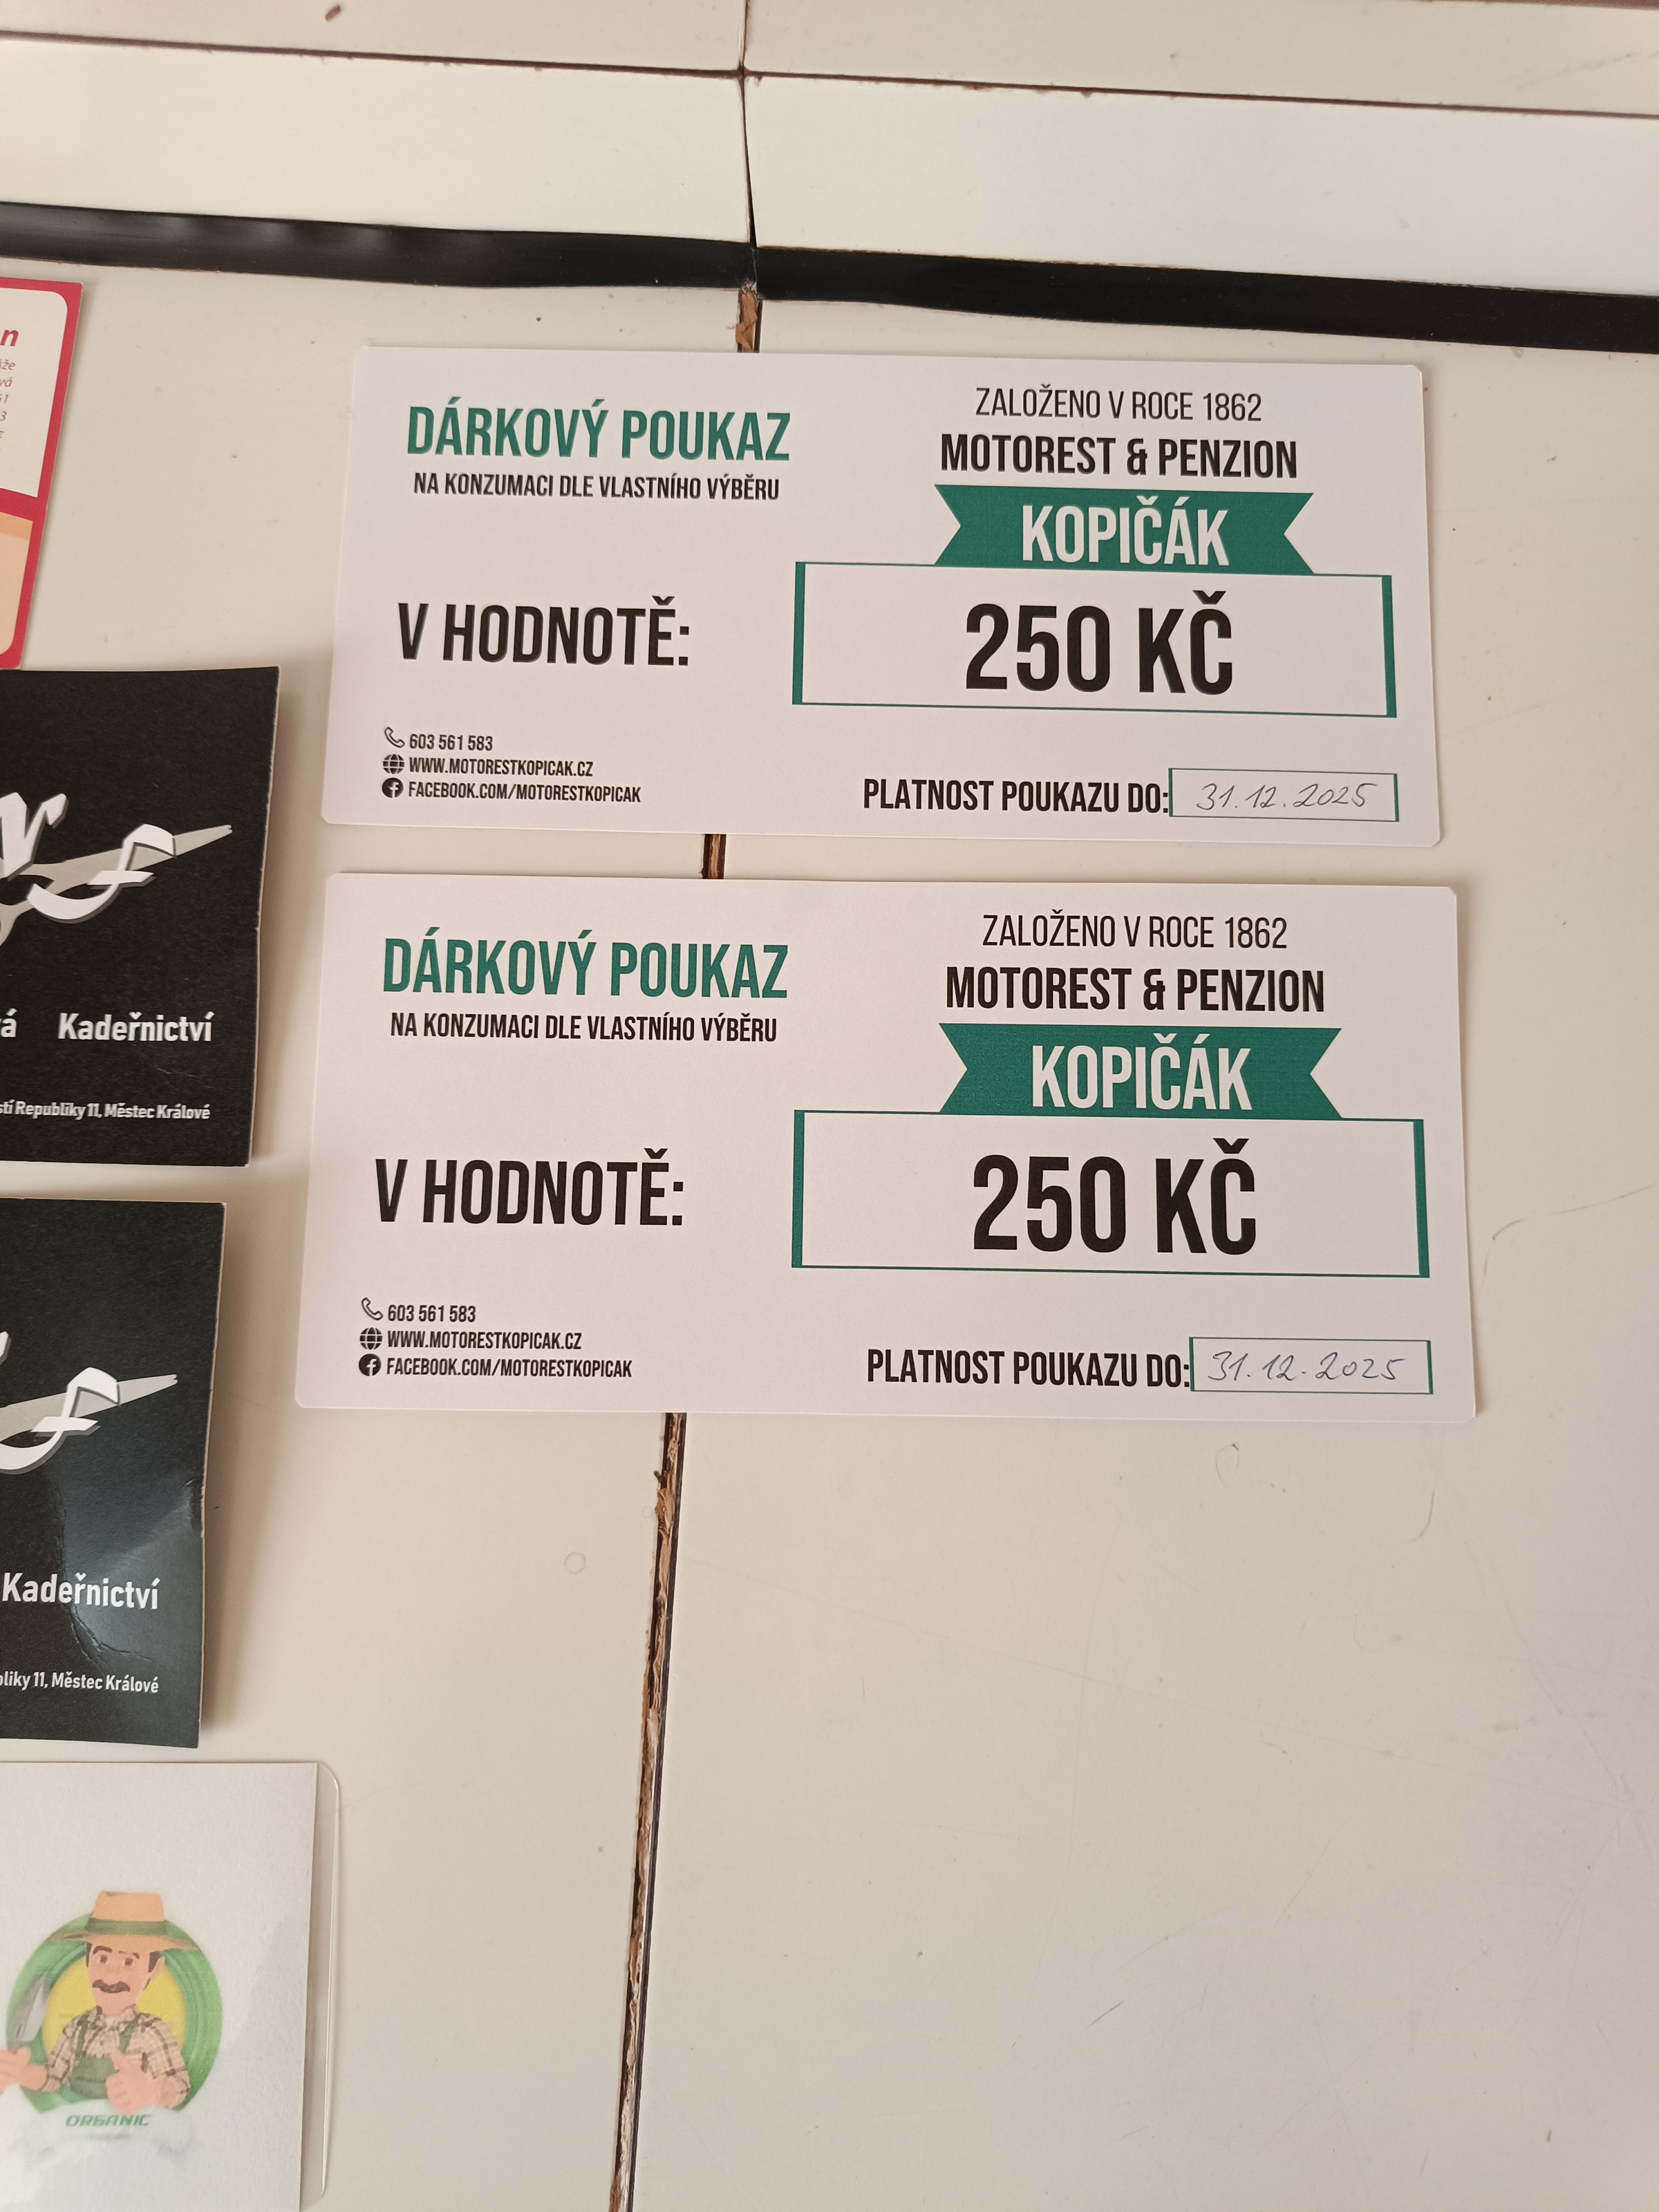 DÁRKOVÝ POUKAZ
NA KONZUMACI DLE VLASTNÍHO VÝBĚRU
ZALOŽENO V ROCE 1862
MOTOREST & PENZION
KOPIČÁK
V HODNOTĚ:
250 KČ
603 561 583
WWW.MOTORESTKOPICAK.CZ
FACEBOOK.COM/MOTORESTKOPICAK
PLATNOST POUKAZU DO: 31.12.2025
DÁRKOVÝ POUKAZ
NA KONZUMACI DLE VLASTNÍHO VÝBĚRU
ZALOŽENO V ROCE 1862
MOTOREST & PENZION
KOPIČÁK
V HODNOTĚ:
250 KČ
603 561 583
WWW.MOTORESTKOPICAK.CZ
FACEBOOK.COM/MOTORESTKOPICAK
PLATNOST POUKAZU DO: 31.12.2025
Kadeřnictví
Republiky 11, Městec Králové
Kadeřnictví
11, Městec Králové
ORGANIC